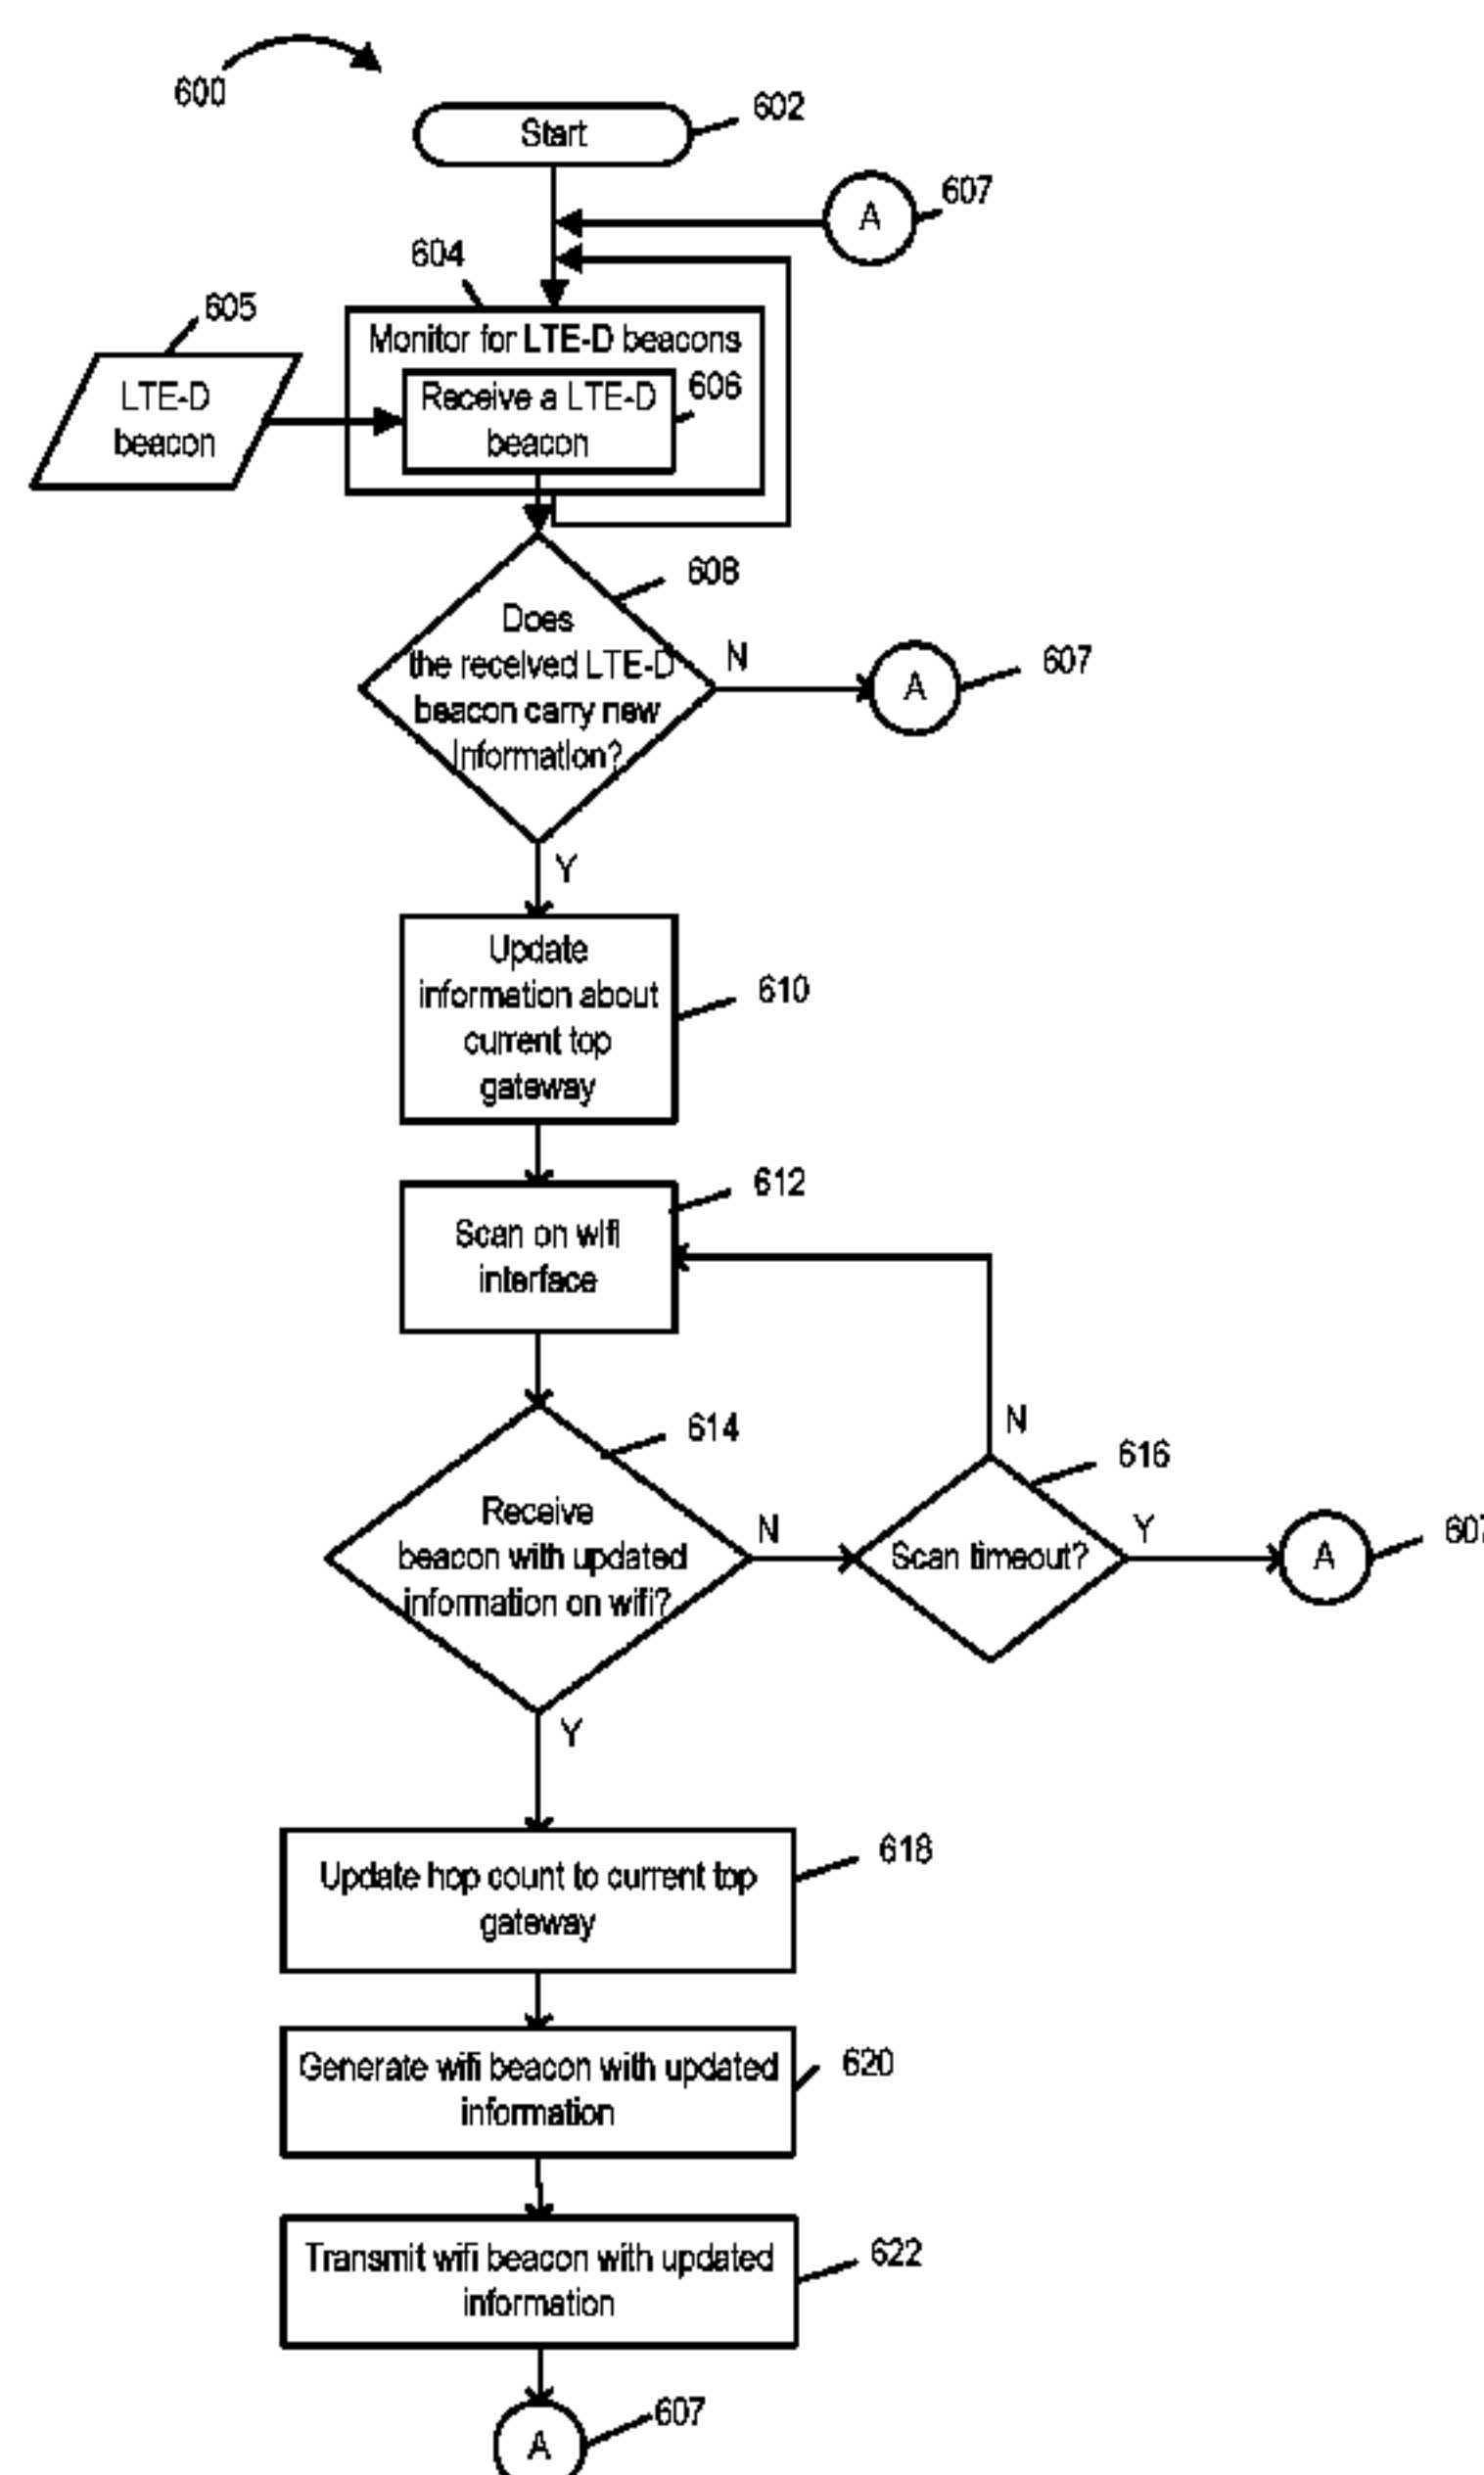 600
Start
602
A
607
604
605
Monitor for LTE-D beacons
LTE-D
beacon
Receive a LTE-D
beacon
606
608
Does
the received LTE-D
beacon carry new
information?
N
A
607
Y
Update
information about
current top
gateway
610
612
Scan on wifi
interface
614
N
616
Receive
beacon with updated
information on wifi?
N
Scan timeout?
Y
A
607
Y
Update hop count to current top
gateway
618
Generate wifi beacon with updated
information
620
Transmit wifi beacon with updated
information
622
607
A